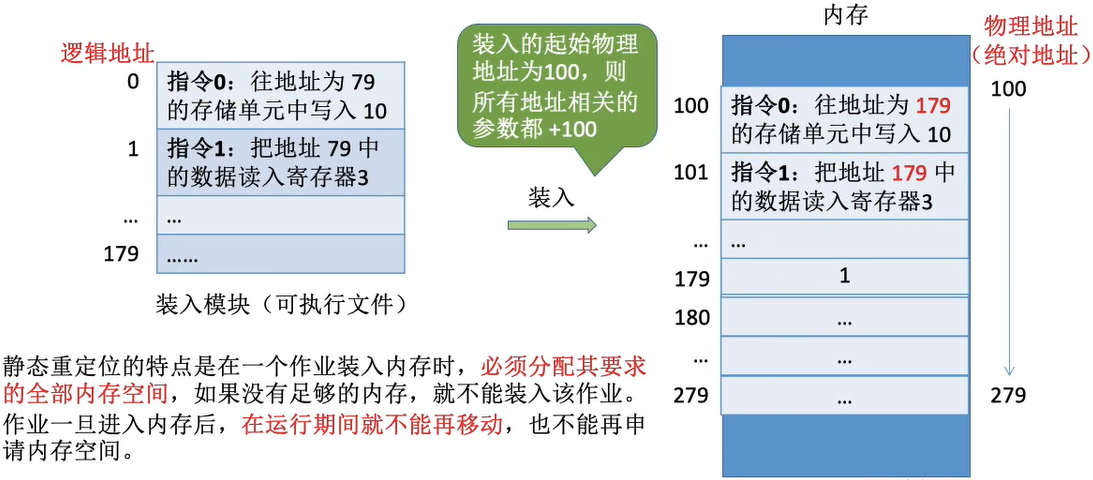 逻辑地址
0
指令0：往地址为 79
的存储单元中写入 10
1
指令1：把地址 79 中
的数据读入寄存器3
...
...
179
......
装入模块（可执行文件）
装入的起始物理
地址为100，则
所有地址相关的
参数都 +100
装入
内存
物理地址
（绝对地址）
100
指令0：往地址为 179
的存储单元中写入 10
100
101
指令1：把地址 179 中
的数据读入寄存器3
...
...
179
1
180
...
...
...
279
...
279
静态重定位的特点是在一个作业装入内存时，必须分配其要求
的全部内存空间，如果没有足够的内存，就不能装入该作业。
作业一旦进入内存后，在运行期间就不能再移动，也不能再申
请内存空间。